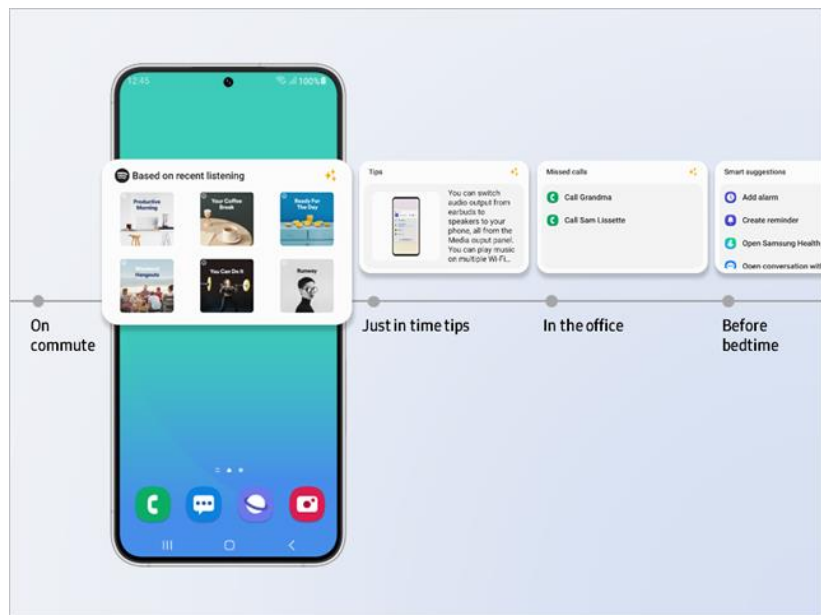 12:45
100%
Based on recent listening
Productive
Morning
Your Coffee
Break
Ready For
The Day
Weekend
Hangouts
You Can Do It
Runway
Tips
You can switch
audio output from
earbuds to
speakers to your
phone, all from the
Media ouput panel.
You can play music
on multiple Wi-Fi...
Missed calls
Call Grandma
Call Sam Lissette
Smart suggestions
Add alarm
Create reminder
Open Samsung Health
Open conversation with
On
commute
Just in time tips
In the office
Before
bedtime